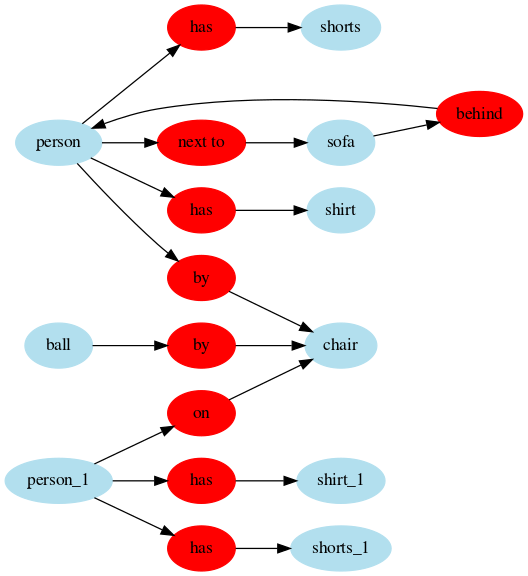 has
shorts
behind
person
next to
sofa
has
shirt
by
ball
by
chair
on
person_1
has
shirt_1
has
shorts_1